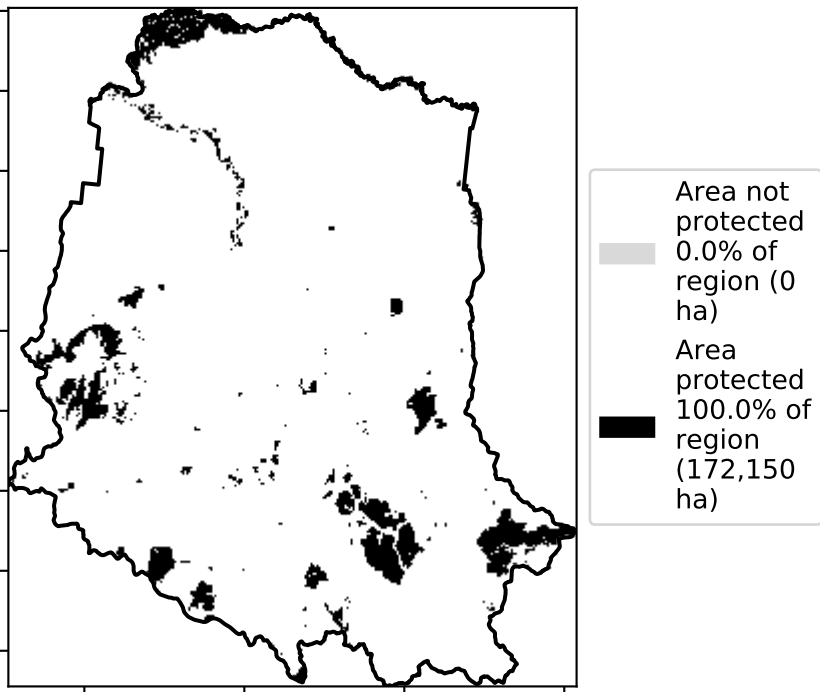 Area not
protected
0.0% of
region (0
ha)
Area
protected
100.0% of
region
(172,150
ha)